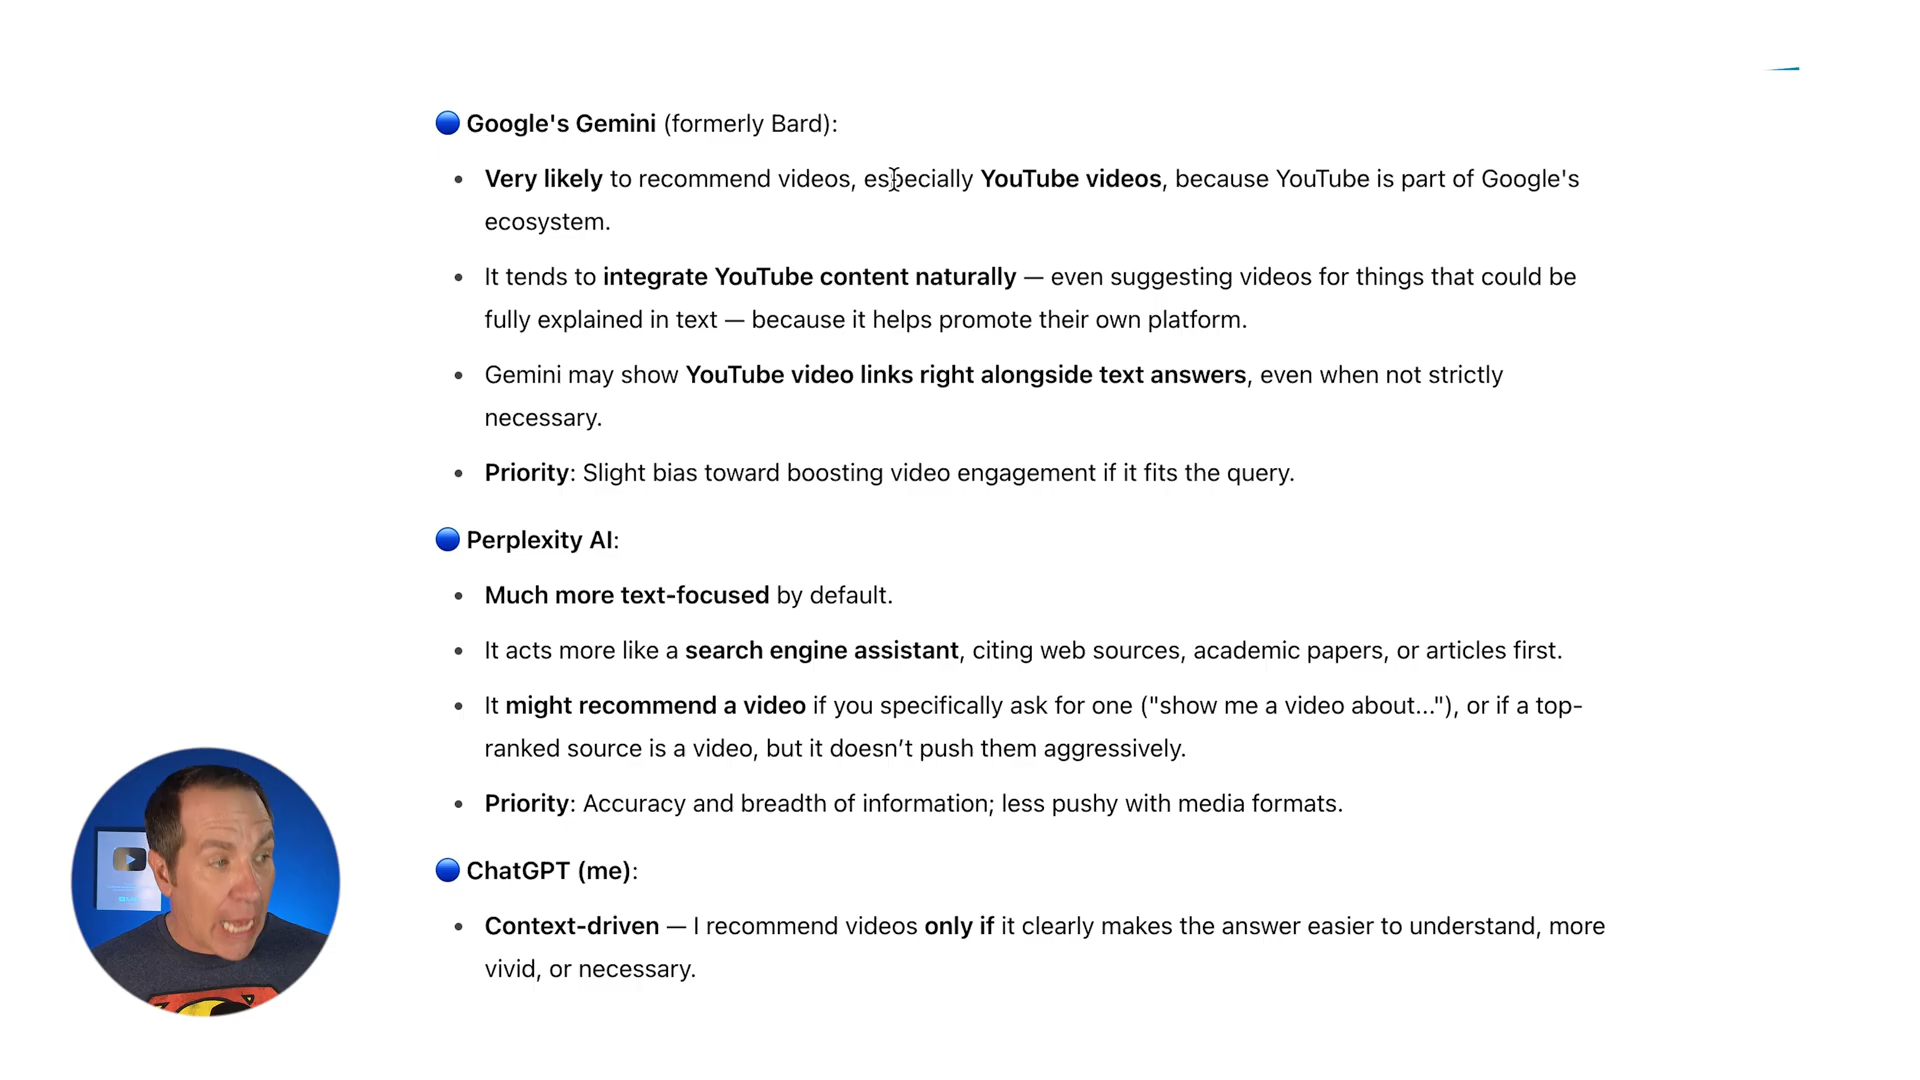 Google's Gemini (formerly Bard):
• Very likely to recommend videos, especially YouTube videos, because YouTube is part of Google's
ecosystem.
• It tends to integrate YouTube content naturally — even suggesting videos for things that could be
fully explained in text — because it helps promote their own platform.
• Gemini may show YouTube video links right alongside text answers, even when not strictly
necessary.
• Priority: Slight bias toward boosting video engagement if it fits the query.
Perplexity AI:
• Much more text-focused by default.
• It acts more like a search engine assistant, citing web sources, academic papers, or articles first.
• It might recommend a video if you specifically ask for one ("show me a video about..."), or if a top-
ranked source is a video, but it doesn’t push them aggressively.
• Priority: Accuracy and breadth of information; less pushy with media formats.
ChatGPT (me):
• Context-driven — I recommend videos only if it clearly makes the answer easier to understand, more
vivid, or necessary.